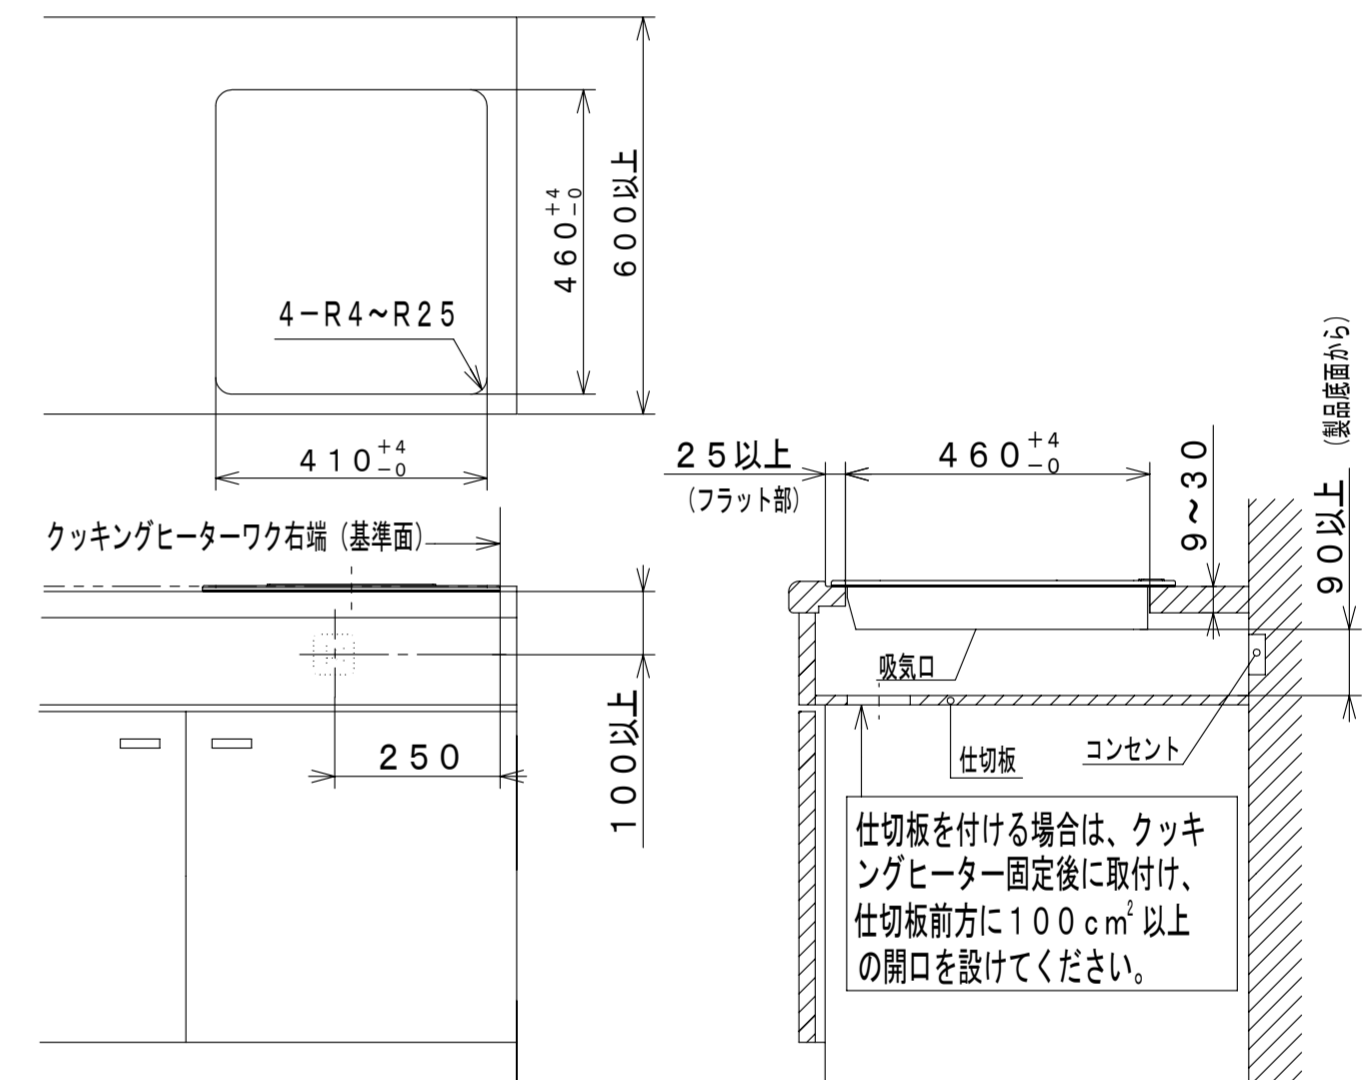 460+4-0
600以上
4-R4~R25
410+4-0
クッキングヒーターワク右端(基準面)
250
100以上
25以上
(フラット部)
460+4-0
9~30
90以上(製品底面から)
吸気口
仕切板
コンセント
仕切板を付ける場合は、クッキ
ングヒーター固定後に取付け、
仕切板前方に100cm²以上
の開口を設けてください。